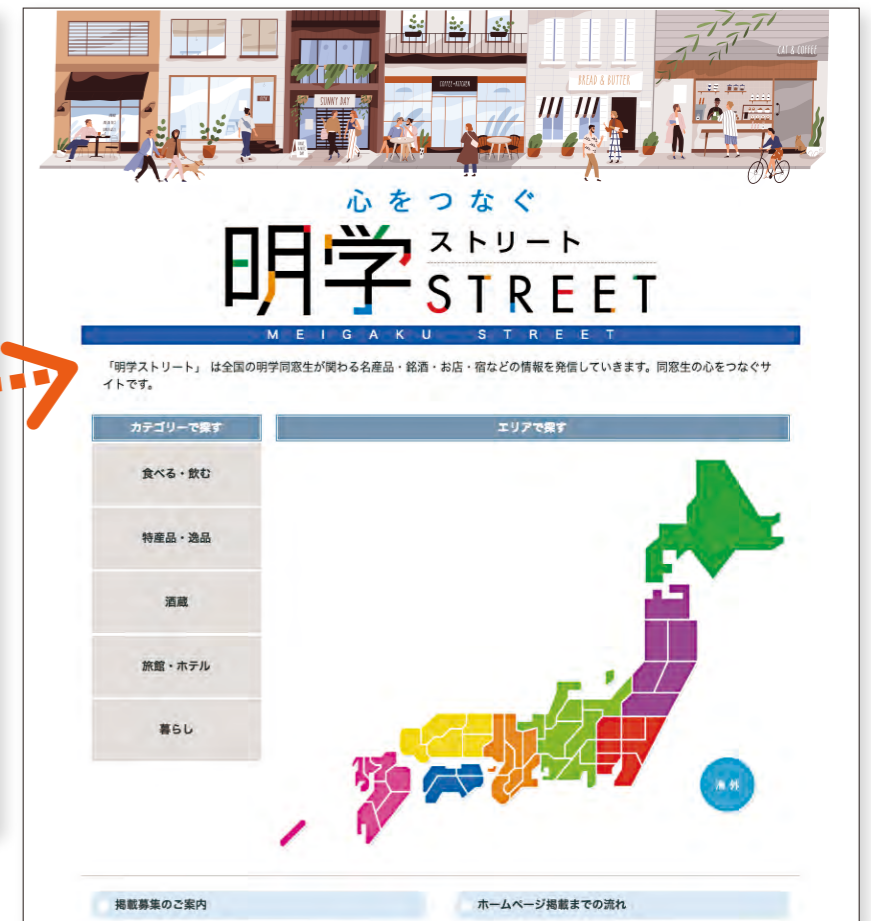 CAT & COFFEE
COFFEE+KITCHEN
BREAD & BUTTER
SUNNY DAY
心をつなぐ
明学 ストリート
STREET
MEIGAKU STREET
「明学ストリート」 は全国の明学同窓生が関わる名産品・銘酒・お店・宿などの情報を発信していきます。同窓生の心をつなぐサ
イトです。
カテゴリーで探す
エリアで探す
食べる・飲む
特産品・逸品
酒蔵
旅館・ホテル
暮らし
海外
掲載募集のご案内
ホームページ掲載までの流れ